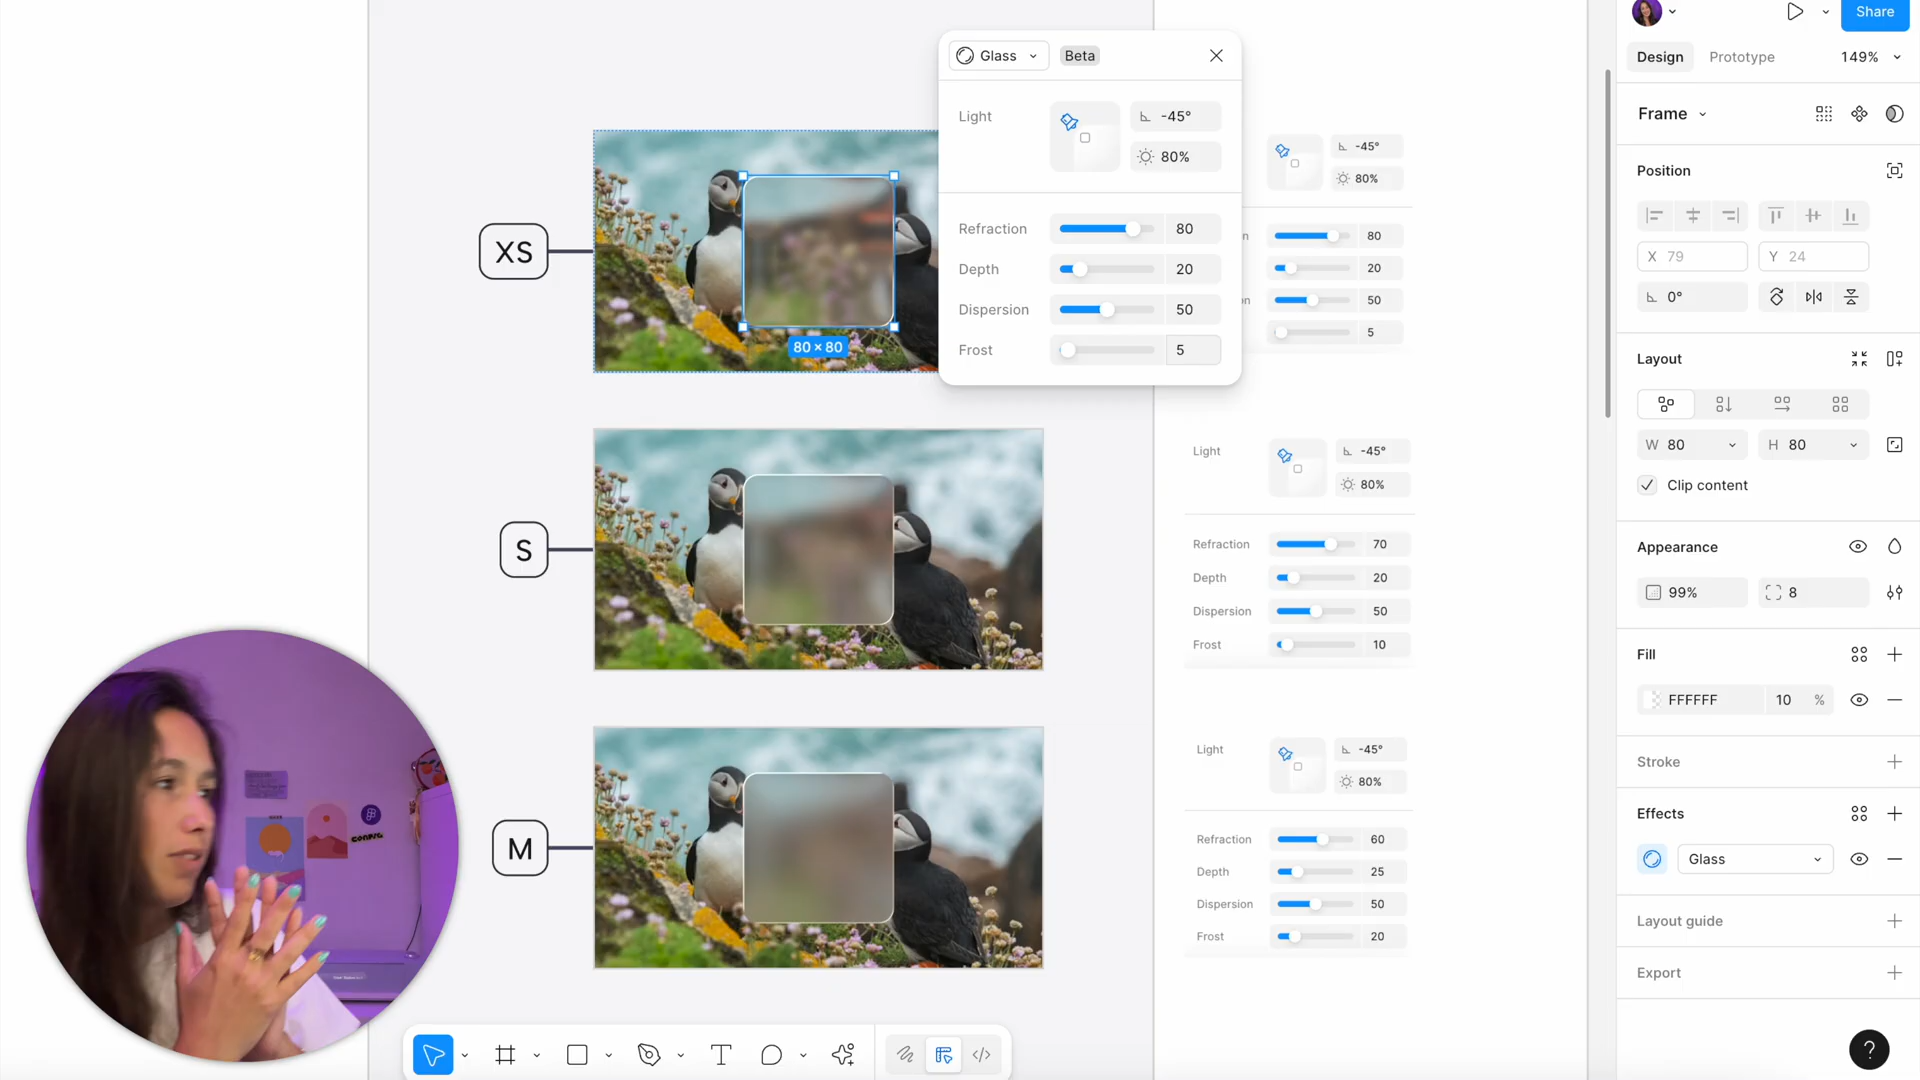 Share
Glass
Beta
Design
Prototype
149%
Light
-45°
80%
Frame
-45°
80%
Position
Refraction
80
n
80
XS
X 79
Y 24
Depth
20
20
0°
Dispersion
50
on
50
Frost
5
5
80 × 80
Layout
W 80
H 80
Light
-45°
80%
Clip content
S
Refraction
70
Appearance
Depth
20
99%
8
Dispersion
50
Frost
10
Fill
FFFFFF
10
%
Light
-45°
80%
Stroke
Effects
M
Refraction
60
Glass
Depth
25
Dispersion
50
Layout guide
Frost
20
Export
CONFIG
T
</>
?